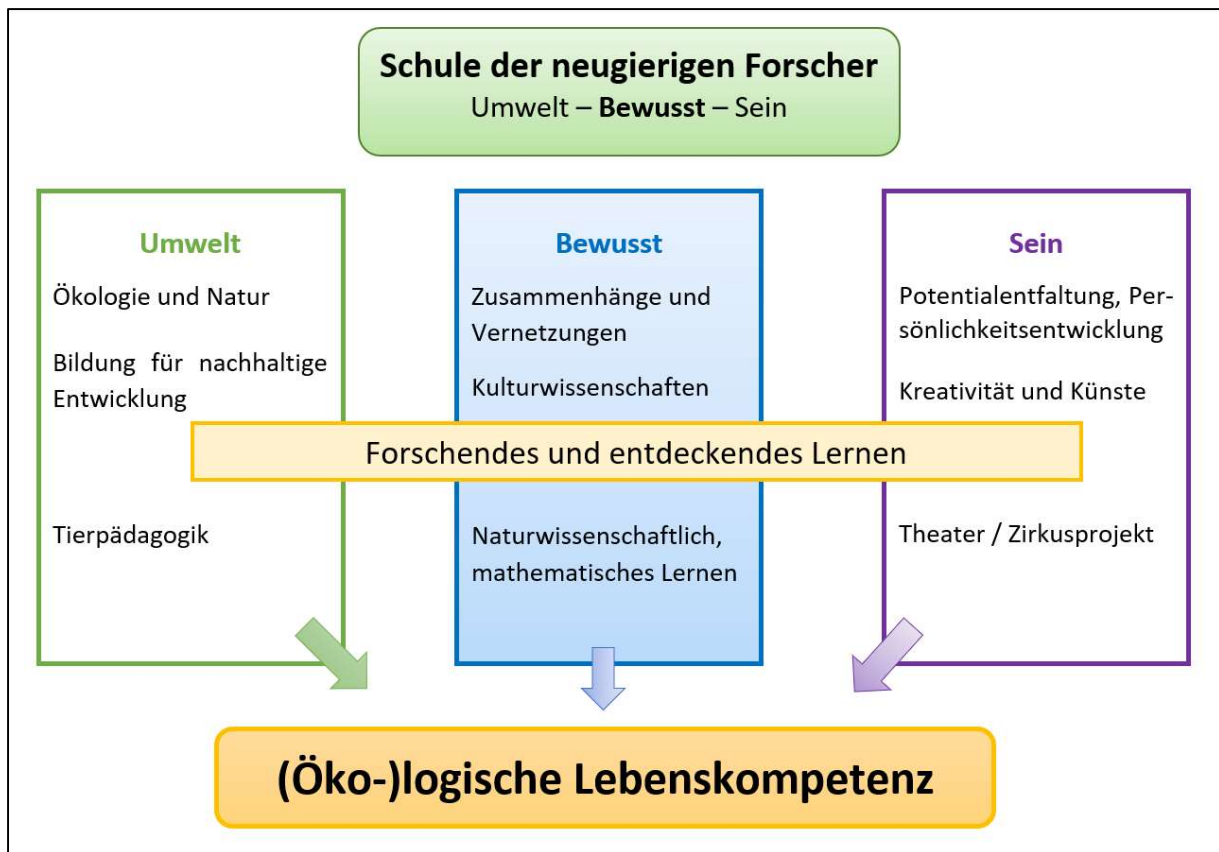 Schule der neugierigen Forscher
Umwelt – Bewusst – Sein
Umwelt
Ökologie und Natur
Bildung für nachhaltige
Entwicklung
Tierpädagogik
Bewusst
Zusammenhänge und
Vernetzungen
Kulturwissenschaften
Naturwissenschaftlich,
mathematisches Lernen
Sein
Potentialentfaltung, Per-
sönlichkeitsentwicklung
Kreativität und Künste
Theater / Zirkusprojekt
Forschendes und entdeckendes Lernen
(Öko-)logische Lebenskompetenz